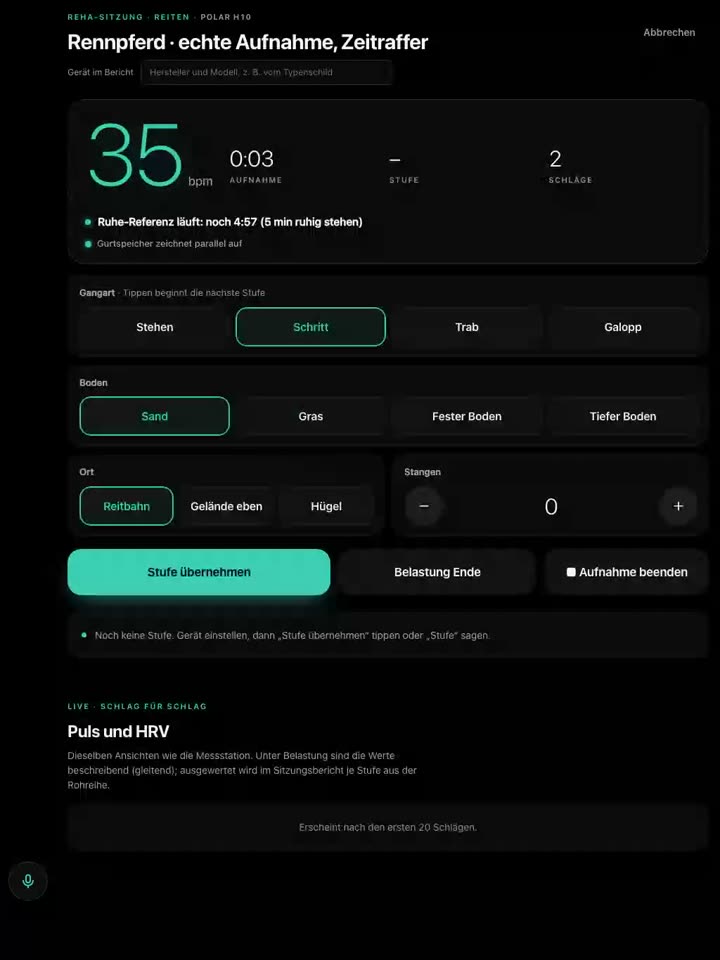 REHA-SITZUNG · REITEN · POLAR H10
Rennpferd · echte Aufnahme, Zeitraffer
Abbrechen
Gerät im Bericht
Hersteller und Modell, z. B. vom Typenschild
35 bpm
0:03
AUFNAHME
–
STUFE
2
SCHLÄGE
Ruhe-Referenz läuft: noch 4:57 (5 min ruhig stehen)
Gurtspeicher zeichnet parallel auf
Gangart · Tippen beginnt die nächste Stufe
Stehen
Schritt
Trab
Galopp
Boden
Sand
Gras
Fester Boden
Tiefer Boden
Ort
Reitbahn
Gelände eben
Hügel
Stangen
−
0
+
Stufe übernehmen
Belastung Ende
Aufnahme beenden
Noch keine Stufe. Gerät einstellen, dann „Stufe übernehmen“ tippen oder „Stufe“ sagen.
LIVE · SCHLAG FÜR SCHLAG
Puls und HRV
Dieselben Ansichten wie die Messstation. Unter Belastung sind die Werte
beschreibend (gleitend); ausgewertet wird im Sitzungsbericht je Stufe aus der
Rohreihe.
Erscheint nach den ersten 20 Schlägen.